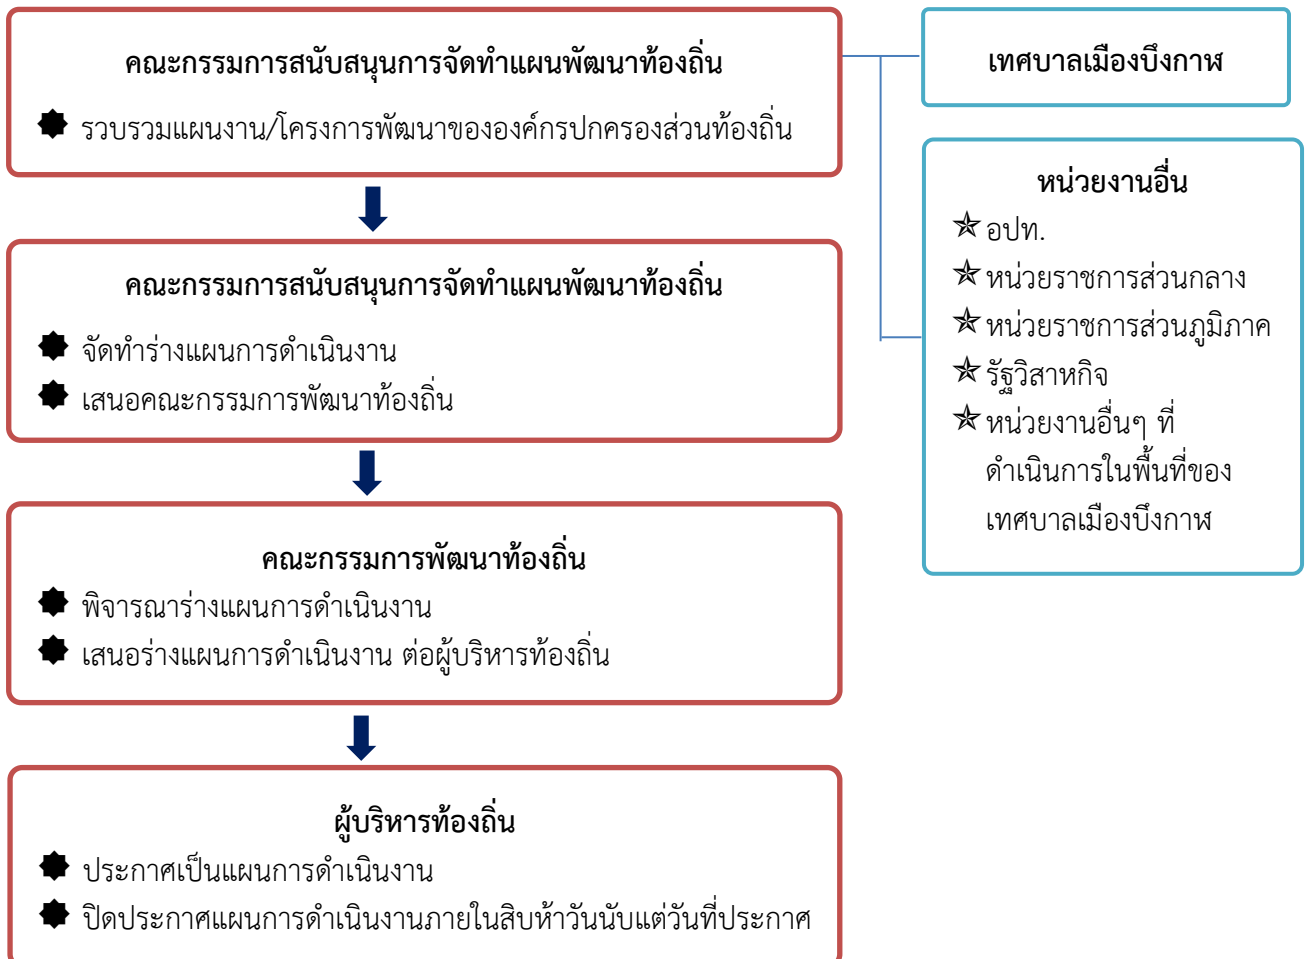 คณะกรรมการสนับสนุนการจัดทำแผนพัฒนาท้องถิ่น
รวบรวมแผนงาน/โครงการพัฒนาขององค์กรปกครองส่วนท้องถิ่น
เทศบาลเมืองบึงกาฬ
หน่วยงานอื่น
อปท.
หน่วยราชการส่วนกลาง
หน่วยราชการส่วนภูมิภาค
รัฐวิสาหกิจ
หน่วยงานอื่นๆ ที่
ดำเนินการในพื้นที่ของ
เทศบาลเมืองบึงกาฬ
คณะกรรมการสนับสนุนการจัดทำแผนพัฒนาท้องถิ่น
จัดทำร่างแผนการดำเนินงาน
เสนอคณะกรรมการพัฒนาท้องถิ่น
คณะกรรมการพัฒนาท้องถิ่น
พิจารณาร่างแผนการดำเนินงาน
เสนอร่างแผนการดำเนินงาน ต่อผู้บริหารท้องถิ่น
ผู้บริหารท้องถิ่น
ประกาศเป็นแผนการดำเนินงาน
ปิดประกาศแผนการดำเนินงานภายในสิบห้าวันนับแต่วันที่ประกาศ